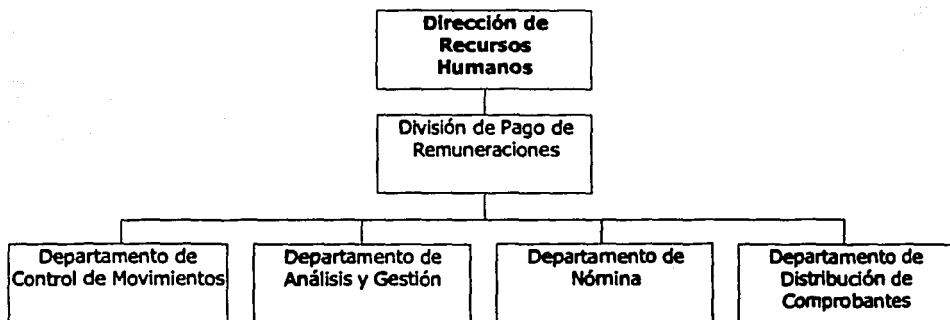 Dirección de
Recursos
Humanos
División de Pago de
Remuneraciones
Departamento de
Control de Movimientos
Departamento de
Análisis y Gestión
Departamento de
Nómina
Departamento de
Distribución de
Comprobantes